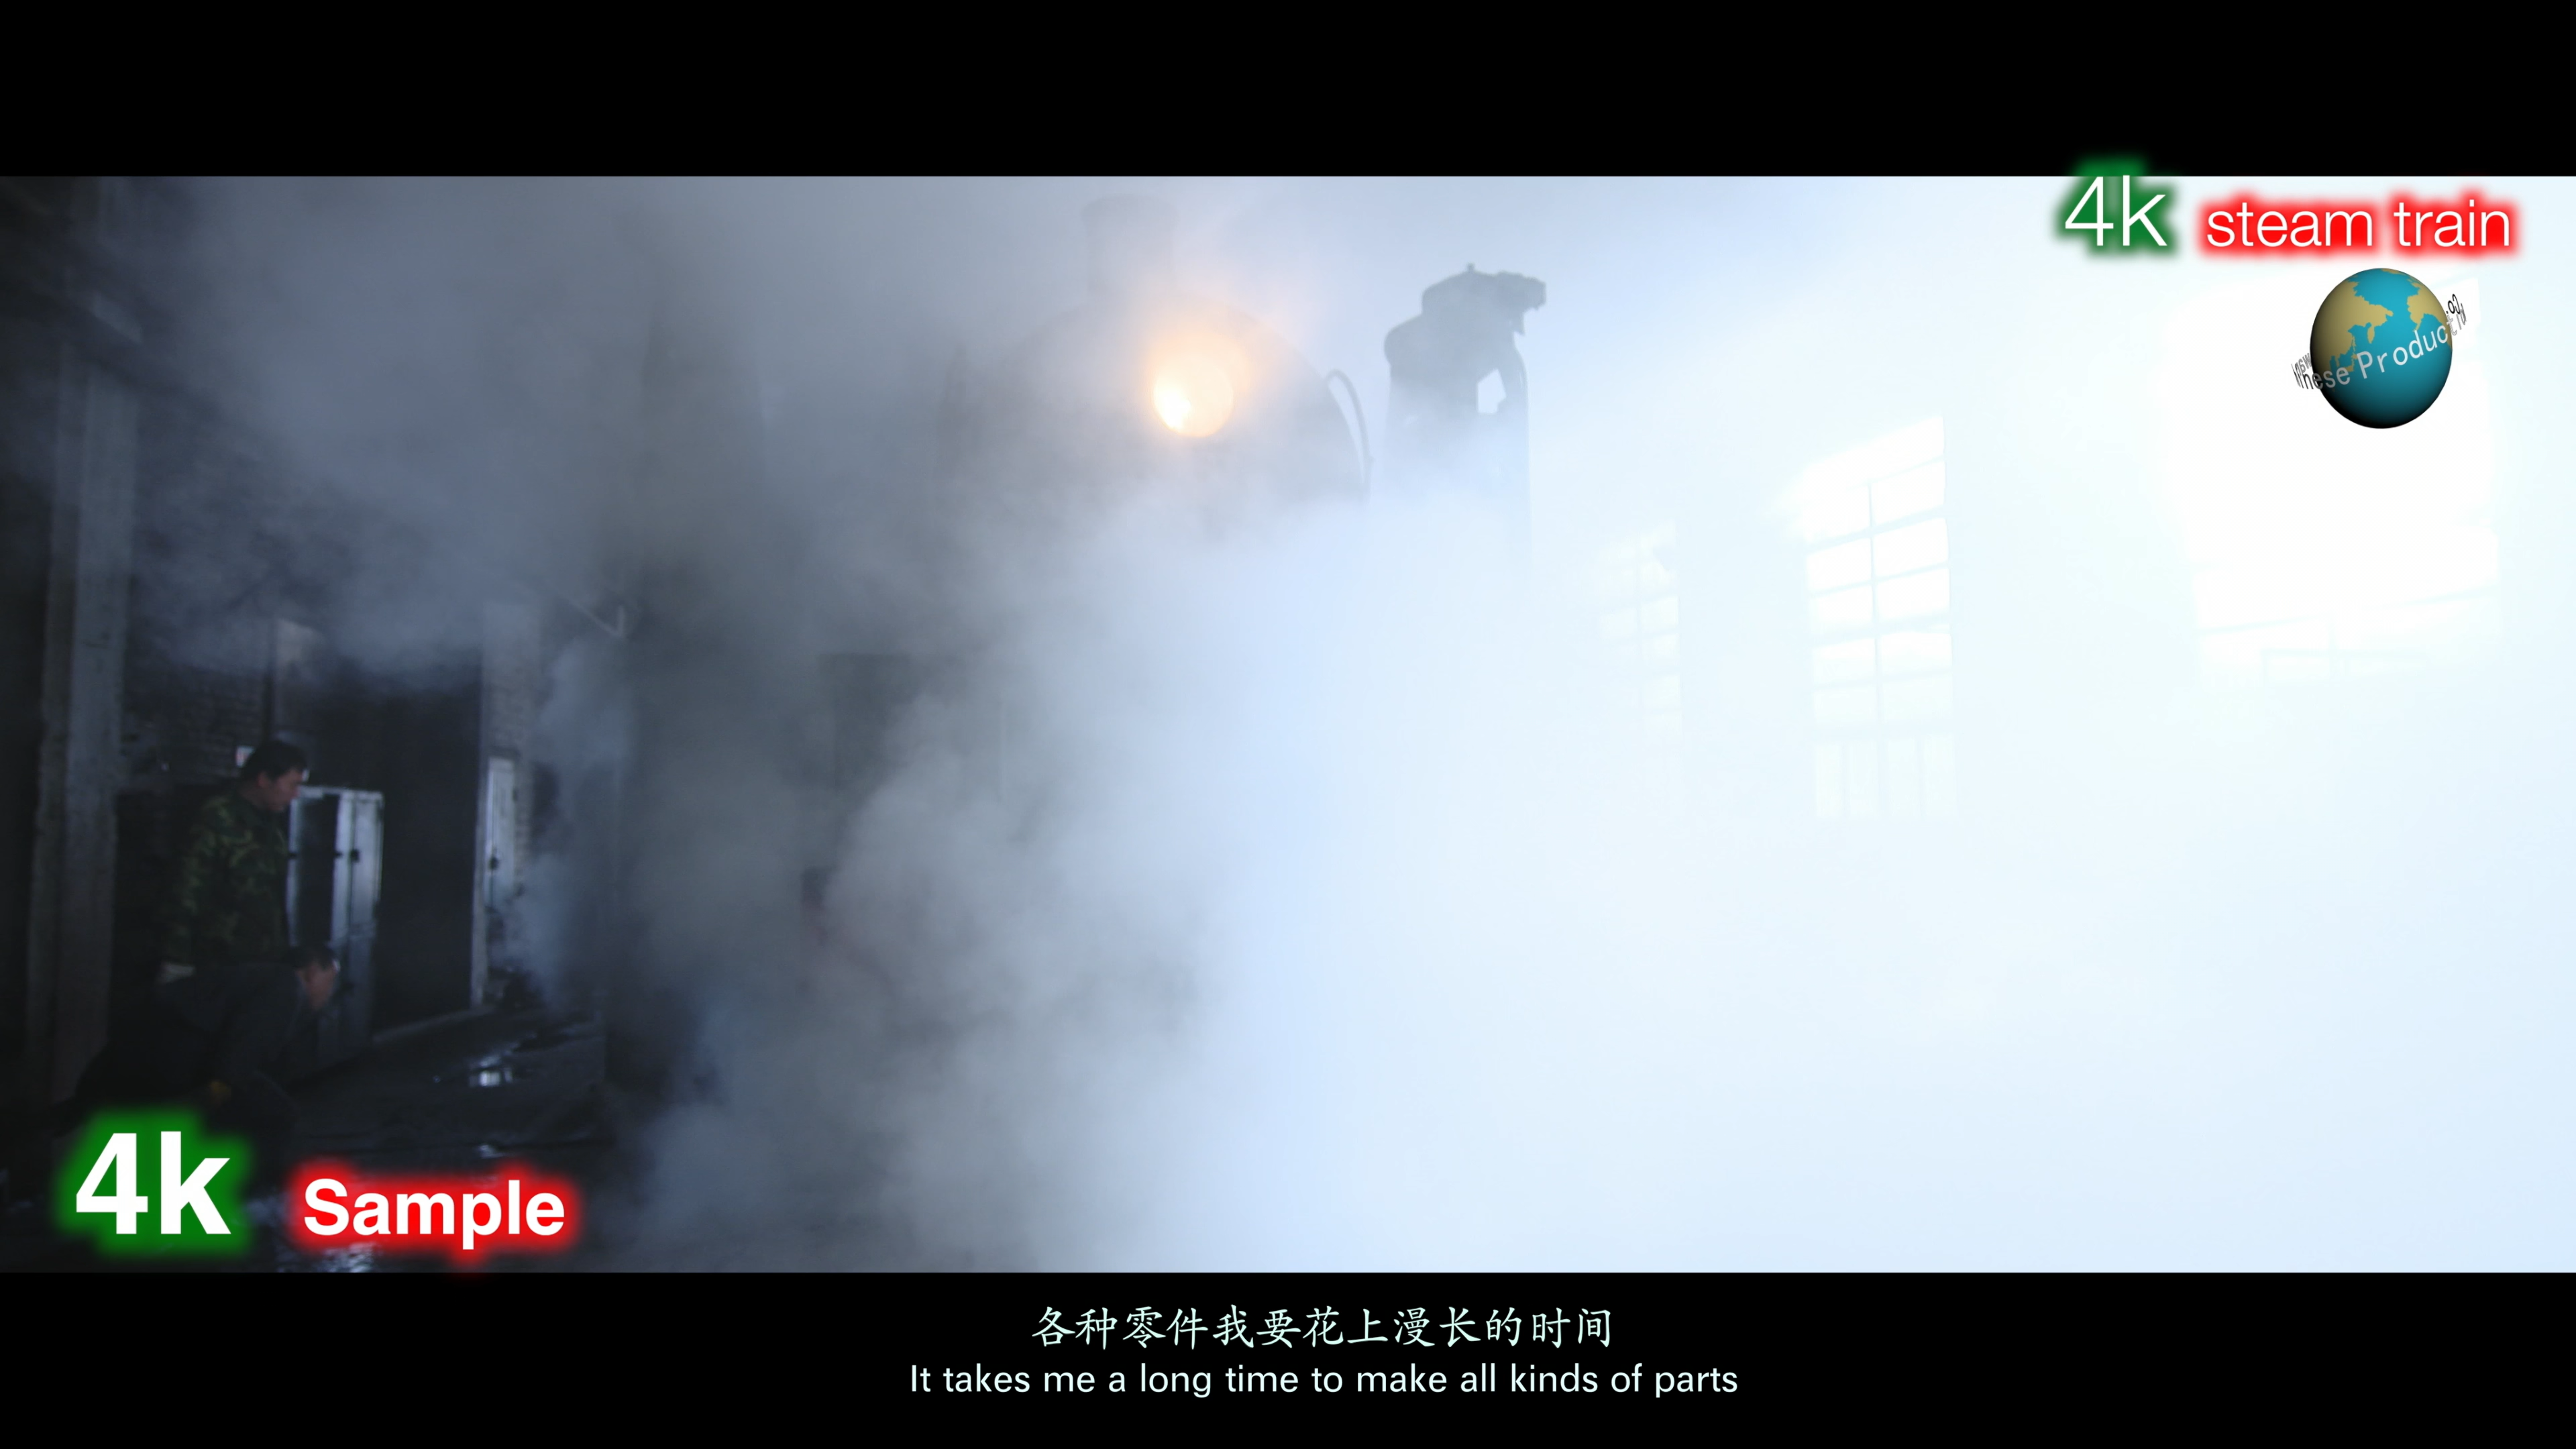 4k steam train
Produc
4k Sample
各种零件我要花上漫长的时间
It takes me a long time to make all kinds of parts